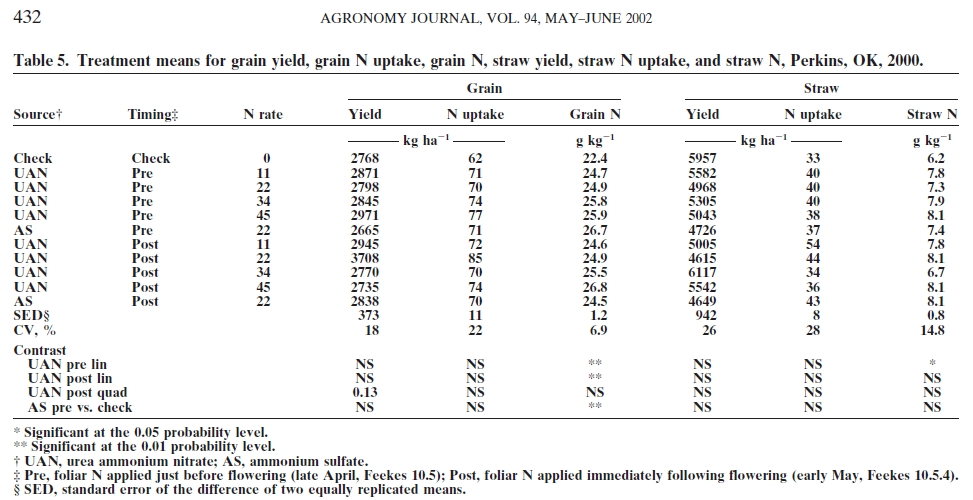 432 AGRONOMY JOURNAL, VOL. 94, MAY–JUNE 2002
Table 5. Treatment means for grain yield, grain N uptake, grain N, straw yield, straw N uptake, and straw N, Perkins, OK, 2000.
Grain Straw
Source† Timing‡ N rate Yield N uptake Grain N Yield N uptake Straw N
kg ha⁻¹ g kg⁻¹ kg ha⁻¹ g kg⁻¹
Check Check 0 2768 62 22.4 5957 33 6.2
UAN Pre 11 2871 71 24.7 5582 40 7.8
UAN Pre 22 2798 70 24.9 4968 40 7.3
UAN Pre 34 2845 74 25.8 5305 40 7.9
UAN Pre 45 2971 77 25.9 5043 38 8.1
AS Pre 22 2665 71 26.7 4726 37 7.4
UAN Post 11 2945 72 24.6 5005 54 7.8
UAN Post 22 3708 85 24.9 4615 44 8.1
UAN Post 34 2770 70 25.5 6117 34 6.7
UAN Post 45 2735 74 26.8 5542 36 8.1
AS Post 22 2838 70 24.5 4649 43 8.1
SED§ 373 11 1.2 942 8 0.8
CV, % 18 22 6.9 26 28 14.8
Contrast
UAN pre lin NS NS ** NS NS *
UAN post lin NS NS ** NS NS NS
UAN post quad 0.13 NS NS NS NS NS
AS pre vs. check NS NS ** NS NS NS
* Significant at the 0.05 probability level.
** Significant at the 0.01 probability level.
† UAN, urea ammonium nitrate; AS, ammonium sulfate.
‡ Pre, foliar N applied just before flowering (late April, Feekes 10.5); Post, foliar N applied immediately following flowering (early May, Feekes 10.5.4).
§ SED, standard error of the difference of two equally replicated means.